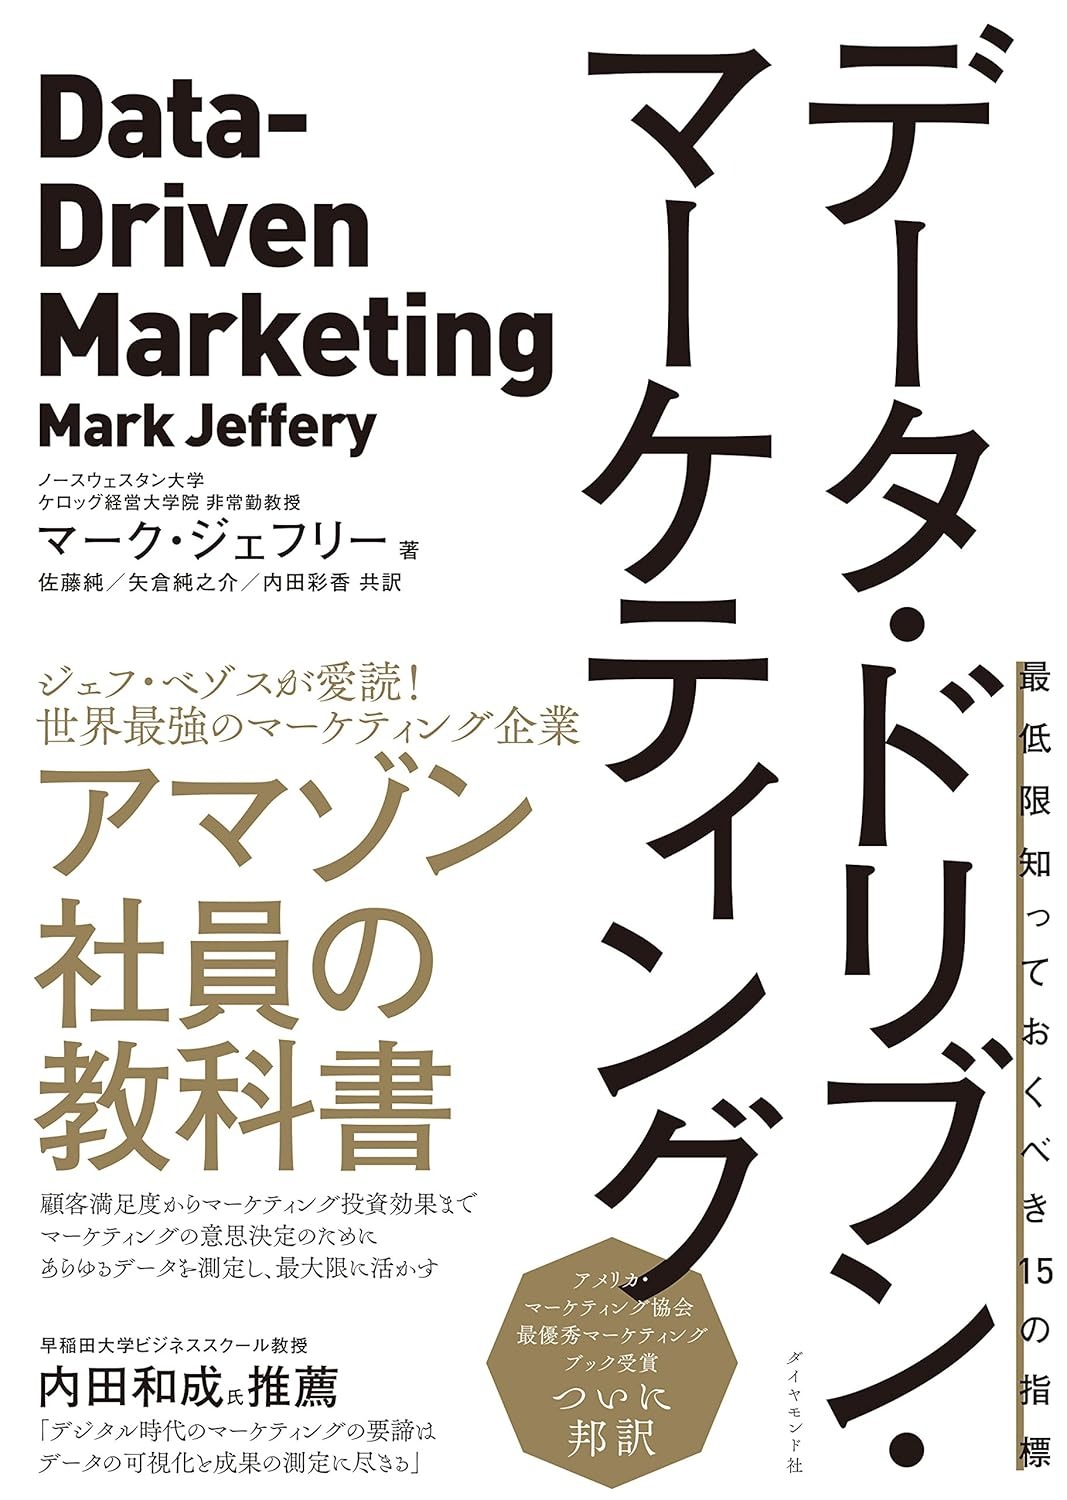 データ・ドリブン・
マーケティング
最低限知っておくべき15の指標
Data-
Driven
Marketing
Mark Jeffery
ノースウェスタン大学
ケロッグ経営大学院 非常勤教授
マーク・ジェフリー 著
佐藤純／矢倉純之介／内田彩香 共訳
ジェフ・ベゾスが愛読！
世界最強のマーケティング企業
アマゾン
社員の
教科書
顧客満足度からマーケティング投資効果まで
マーケティングの意思決定のために
あらゆるデータを測定し、最大限に活かす
早稲田大学ビジネススクール教授
内田和成氏推薦
「デジタル時代のマーケティングの要諦は
データの可視化と成果の測定に尽きる」
アメリカ・
マーケティング協会
最優秀マーケティング
ブック受賞
ついに
邦訳
ダイヤモンド社